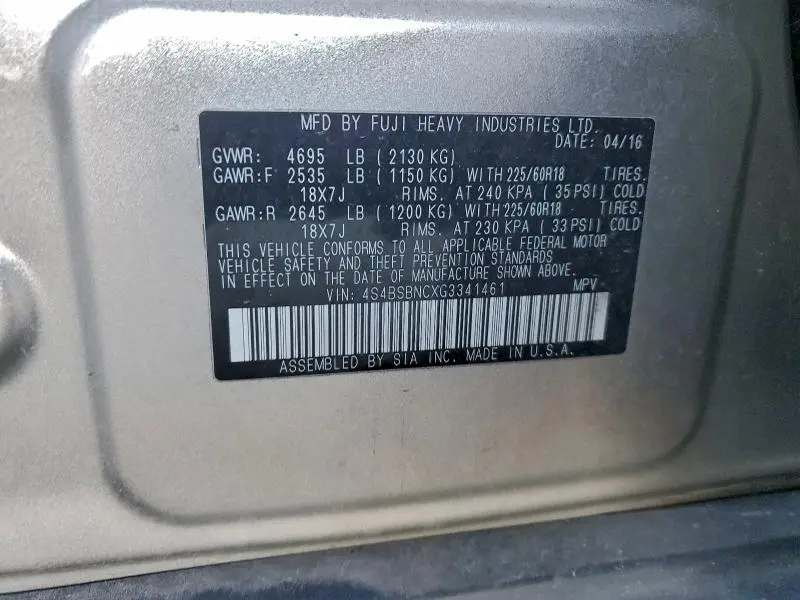 MFD BY FUJI HEAVY INDUSTRIES LTD.
DATE: 04/16
GVWR: 4695 LB ( 2130 KG)
GAWR:F 2535 LB ( 1150 KG) WITH 225/60R18 TIRES.
18X7J RIMS. AT 240 KPA ( 35 PSI) COLD
GAWR:R 2645 LB ( 1200 KG) WITH 225/60R18 TIRES.
18X7J RIMS. AT 230 KPA ( 33 PSI) COLD
THIS VEHICLE CONFORMS TO ALL APPLICABLE FEDERAL MOTOR
VEHICLE SAFETY AND THEFT PREVENTION STANDARDS
IN EFFECT ON THE DATE OF MANUFACTURE SHOWN ABOVE.
VIN: 4S4BSBNCXG3341461 MPV
ASSEMBLED BY SIA INC. MADE IN U.S.A.